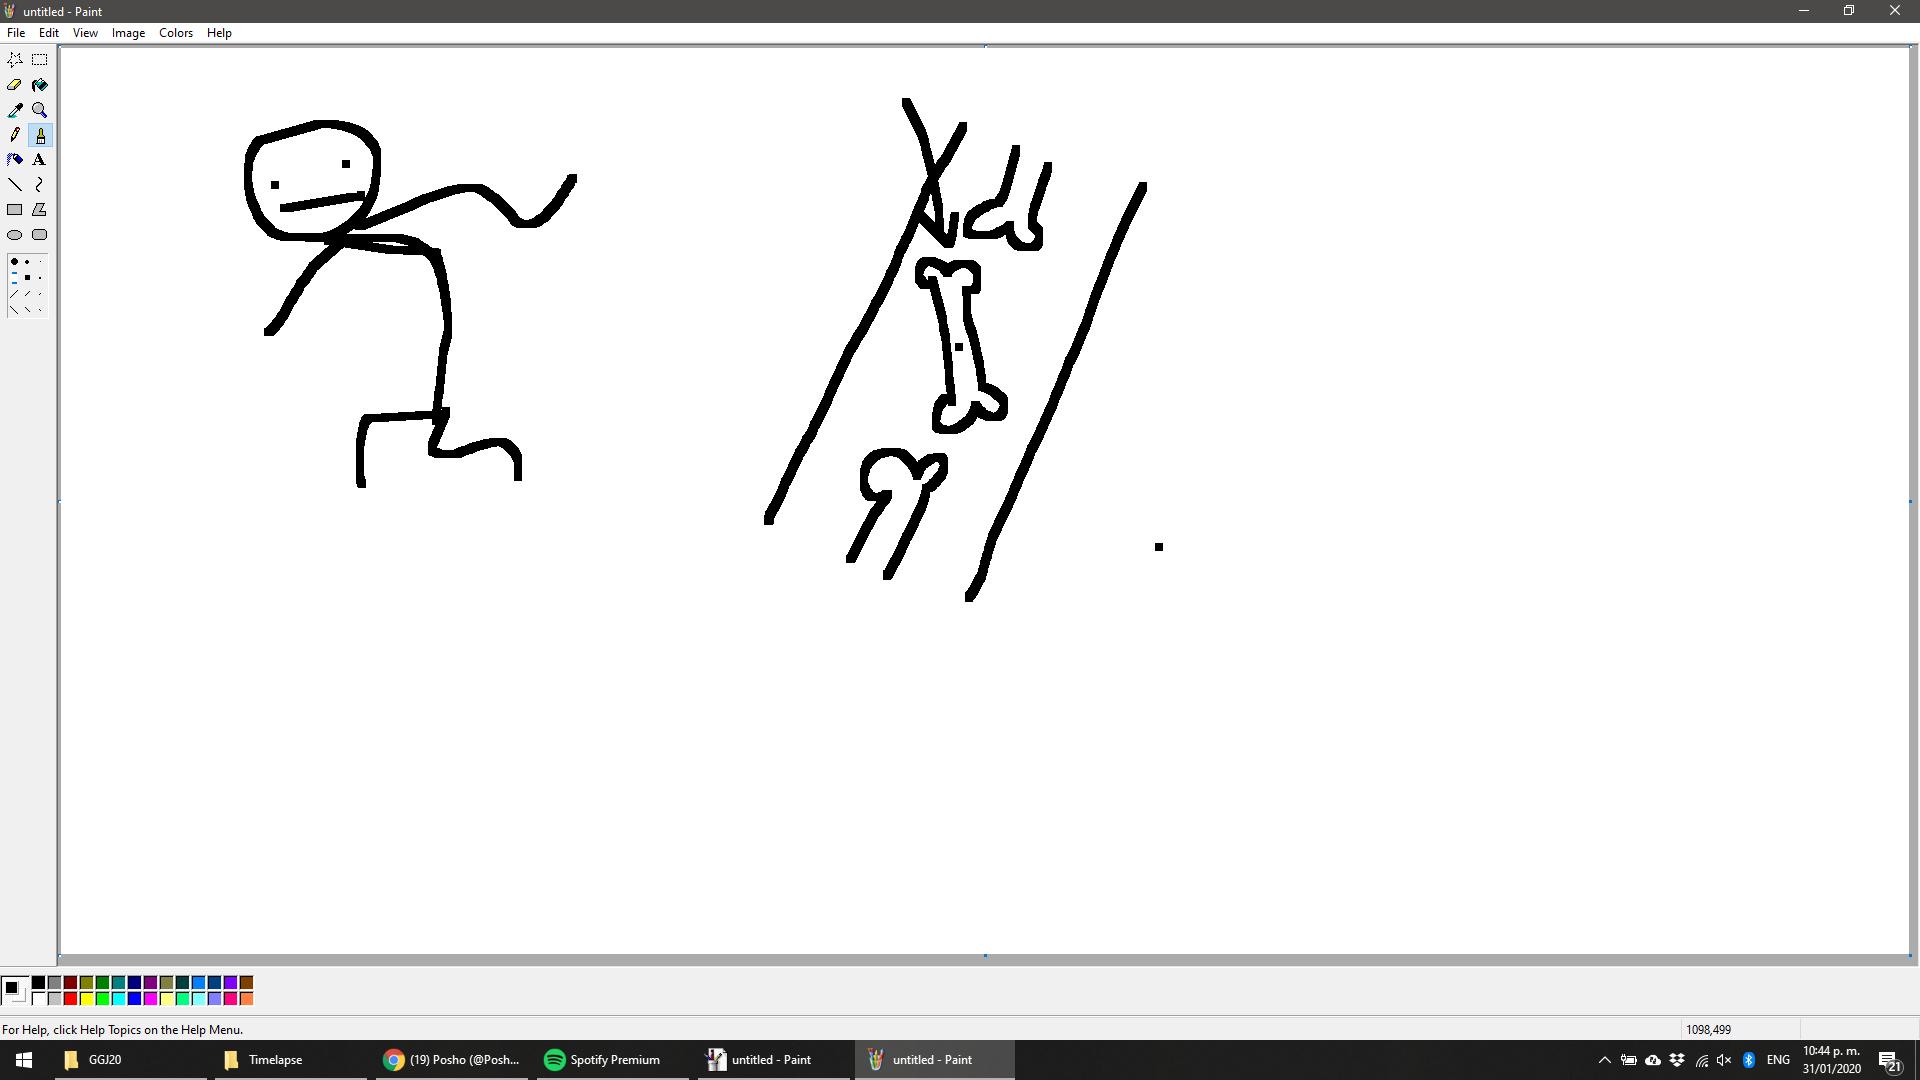 untitled - Paint
File Edit View Image Colors Help
A
For Help, click Help Topics on the Help Menu.
1098,499
GGJ20
Timelapse
(19) Posho (@Posh...
Spotify Premium
untitled - Paint
untitled - Paint
ENG
10:44 p. m.
31/01/2020
21